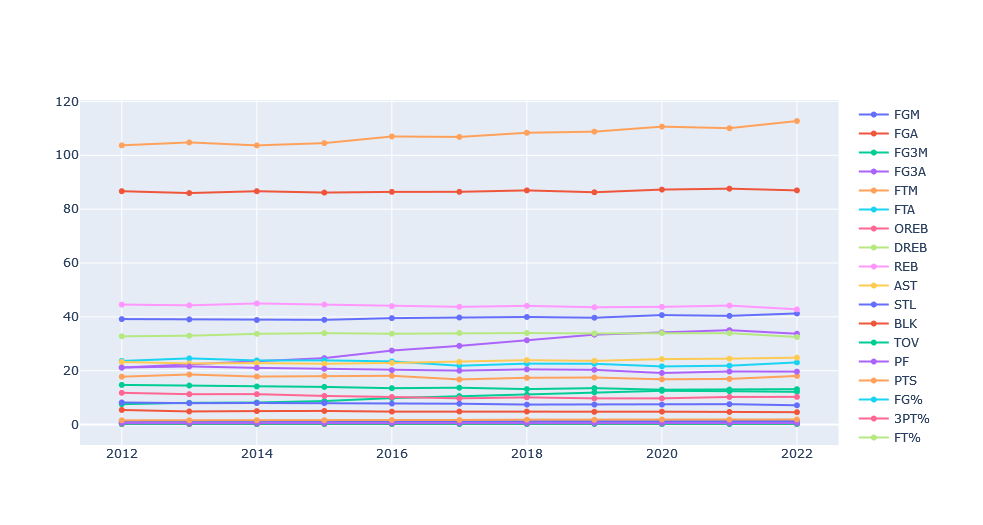 120
100
80
60
40
20
0
2012 2014 2016 2018 2020 2022
FGM
FGA
FG3M
FG3A
FTM
FTA
OREB
DREB
REB
AST
STL
BLK
TOV
PF
PTS
FG%
3PT%
FT%